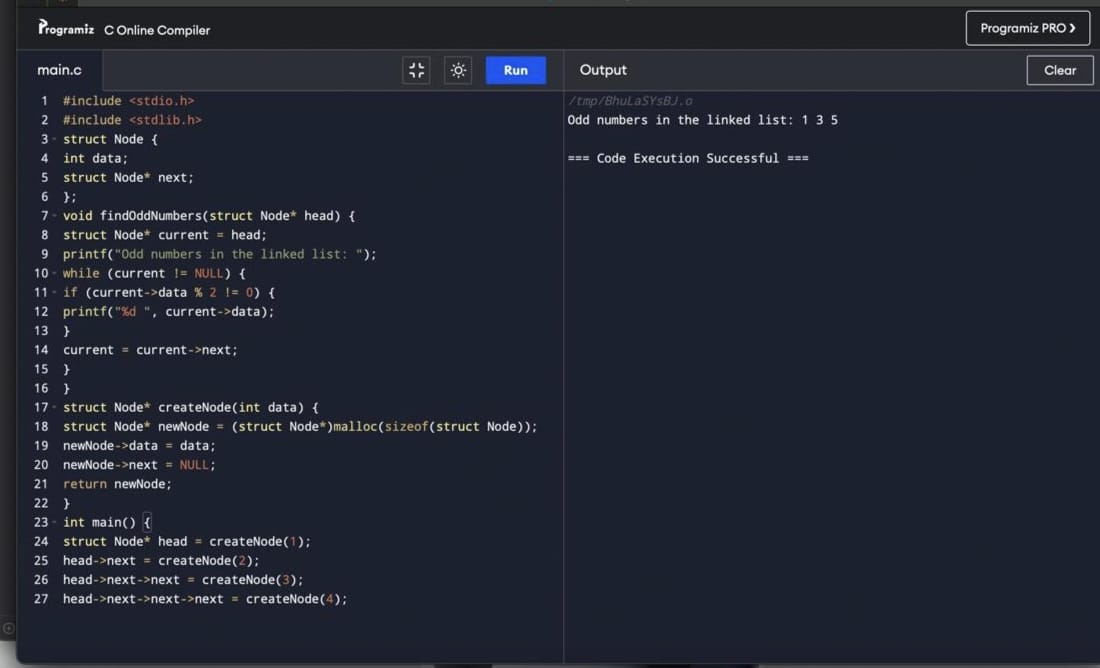 Programiz C Online Compiler
Programiz PRO ❯
main.c
Run
Output
Clear
1 #include <stdio.h>
2 #include <stdlib.h>
3 struct Node {
4 int data;
5 struct Node* next;
6 };
7 void findOddNumbers(struct Node* head) {
8 struct Node* current = head;
9 printf("Odd numbers in the linked list: ");
10 while (current != NULL) {
11 if (current->data % 2 != 0) {
12 printf("%d ", current->data);
13 }
14 current = current->next;
15 }
16 }
17 struct Node* createNode(int data) {
18 struct Node* newNode = (struct Node*)malloc(sizeof(struct Node));
19 newNode->data = data;
20 newNode->next = NULL;
21 return newNode;
22 }
23 int main() {
24 struct Node* head = createNode(1);
25 head->next = createNode(2);
26 head->next->next = createNode(3);
27 head->next->next->next = createNode(4);
/tmp/BhuLaSYsBJ.o
Odd numbers in the linked list: 1 3 5
=== Code Execution Successful ===